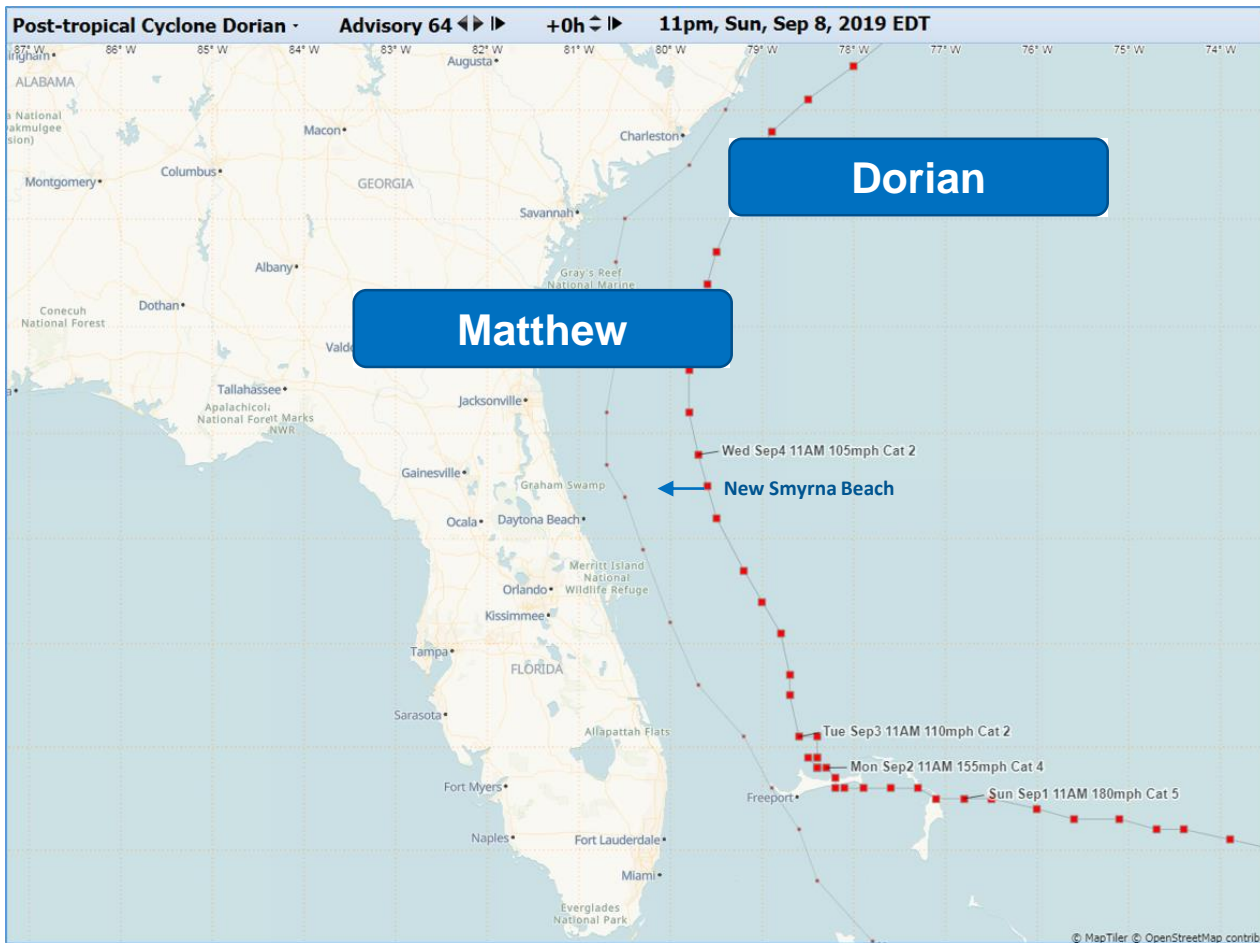 Post-tropical Cyclone Dorian - Advisory 64 +0h 11pm, Sun, Sep 8, 2019 EDT
87° W 86° W 85° W 84° W 83° W 82° W 81° W 80° W 79° W 78° W 77° W 76° W 75° W 74° W
Augusta
ALABAMA
Macon
Charleston
Columbus
Montgomery
GEORGIA
Dorian
Savannah
Albany
Gray's Reef
National Marine
Dothan
Conecuh
National Forest
Matthew
Tallahassee
Jacksonville
Wed Sep4 11AM 105mph Cat 2
Gainesville
Graham Swamp
New Smyrna Beach
Ocala
Daytona Beach
Merritt Island
National
Wildlife Refuge
Orlando
Kissimmee
Tampa
FLORIDA
Sarasota
Allapattah Flats
Tue Sep3 11AM 110mph Cat 2
Mon Sep2 11AM 155mph Cat 4
Fort Myers
Freeport
Sun Sep1 11AM 180mph Cat 5
Naples
Fort Lauderdale
Miami
Everglades
National Park
© MapTiler © OpenStreetMap contrib